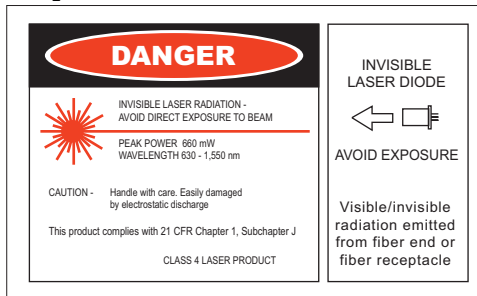 DANGER
INVISIBLE LASER RADIATION -
AVOID DIRECT EXPOSURE TO BEAM
PEAK POWER  660 mW
WAVELENGTH 630 - 1,550 nm
CAUTION -  Handle with care. Easily damaged
by electrostatic discharge
This product complies with 21 CFR Chapter 1, Subchapter J
CLASS 4 LASER PRODUCT
INVISIBLE
LASER DIODE
AVOID EXPOSURE
Visible/invisible
radiation emitted
from fiber end or
fiber receptacle